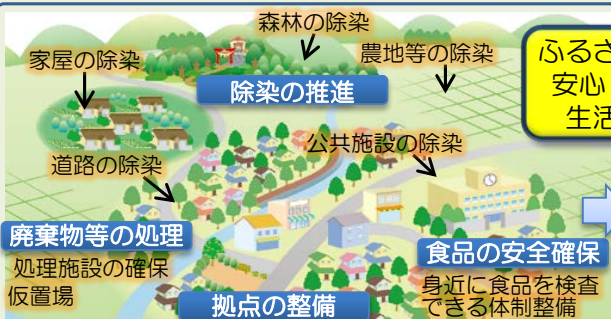 森林の除染
家屋の除染
農地等の除染
ふるさ
安心
生活
除染の推進
公共施設の除染
道路の除染
廃棄物等の処理
処理施設の確保
仮置場
食品の安全確保
身近に食品を検査
できる体制整備
拠点の整備